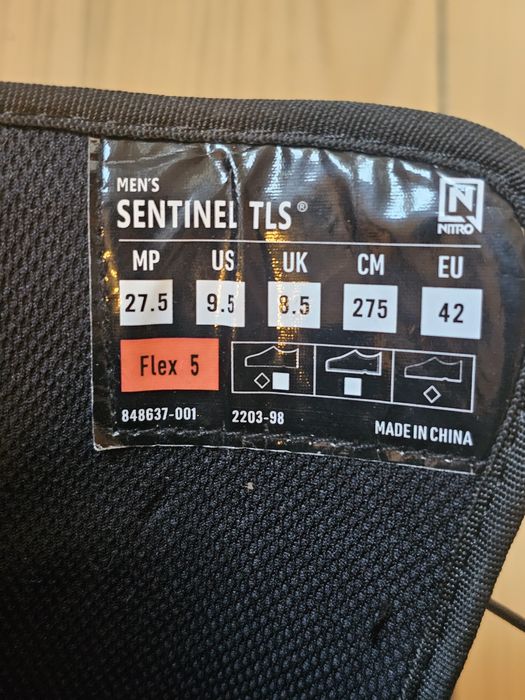 MEN'S
SENTINEL TLS®
NITRO
MP US UK CM EU
27.5 9.5 8.5 275 42
Flex 5
848637-001 2203-98 MADE IN CHINA